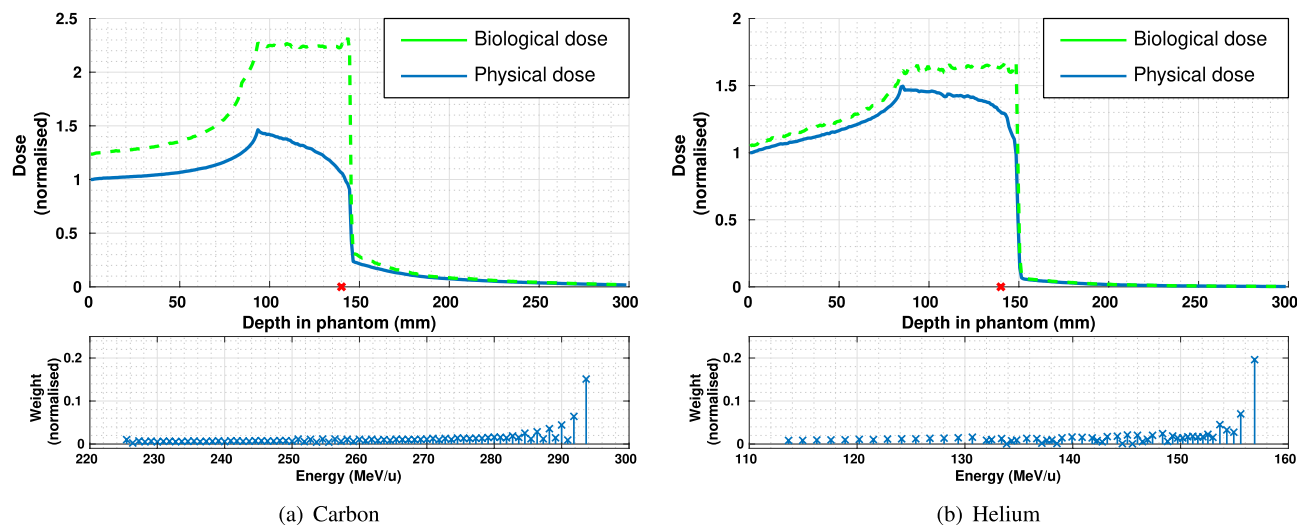 2.5
2
1.5
1
0.5
0
Dose
(normalised)
Biological dose
Physical dose
0 50 100 150 200 250 300
Depth in phantom (mm)
0.2
0.1
0
Weight
(normalised)
220 230 240 250 260 270 280 290 300
Energy (MeV/u)
(a) Carbon
2
1.5
1
0.5
0
Dose
(normalised)
Biological dose
Physical dose
0 50 100 150 200 250 300
Depth in phantom (mm)
0.2
0.1
0
Weight
(normalised)
110 120 130 140 150 160
Energy (MeV/u)
(b) Helium